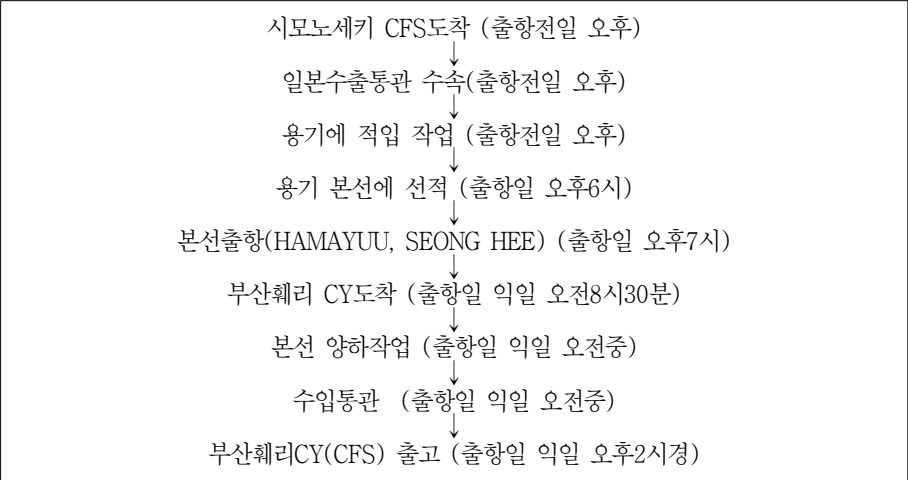 시모노세키 CFS도착 (출항전일 오후)
일본수출통관 수속(출항전일 오후)
용기에 적입 작업 (출항전일 오후)
용기 본선에 선적 (출항일 오후6시)
본선출항(HAMAYUU, SEONG HEE) (출항일 오후7시)
부산훼리 CY도착 (출항일 익일 오전8시30분)
본선 양하작업 (출항일 익일 오전중)
수입통관 (출항일 익일 오전중)
부산훼리CY(CFS) 출고 (출항일 익일 오후2시경)